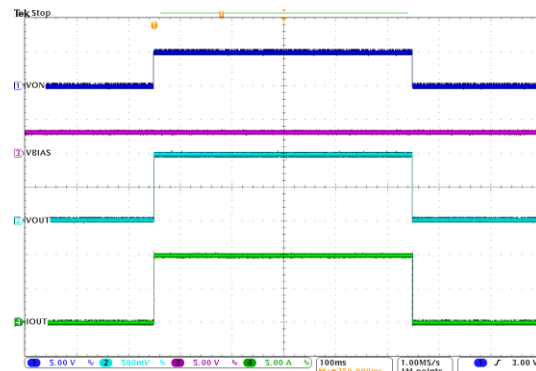 Tek Stop
T
1 VON
3 VBIAS
2 VOUT
4 IOUT
1 5.00 V 2 500mV 3 5.00 V 4 5.00 A 100ms 1.00MS/s 1 3.00 V
1M points